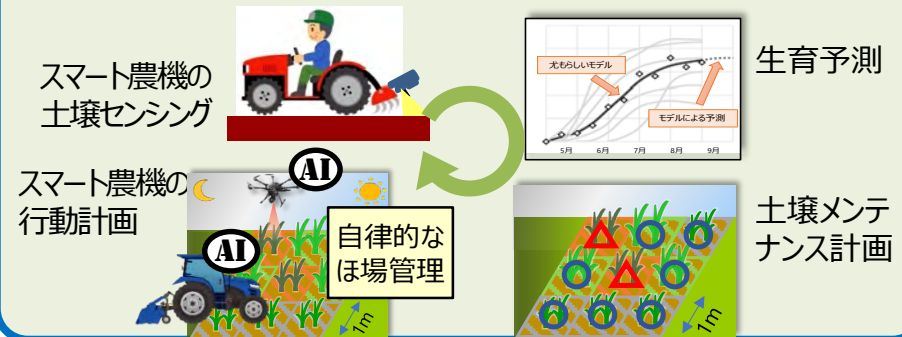 スマート農機の
土壌センシング
尤もらしいモデル
モデルによる予測
5月 6月 7月 8月 9月
生育予測
スマート農機の
行動計画
AI
AI
自律的な
ほ場管理
1m
1m
土壌メンテ
ナンス計画